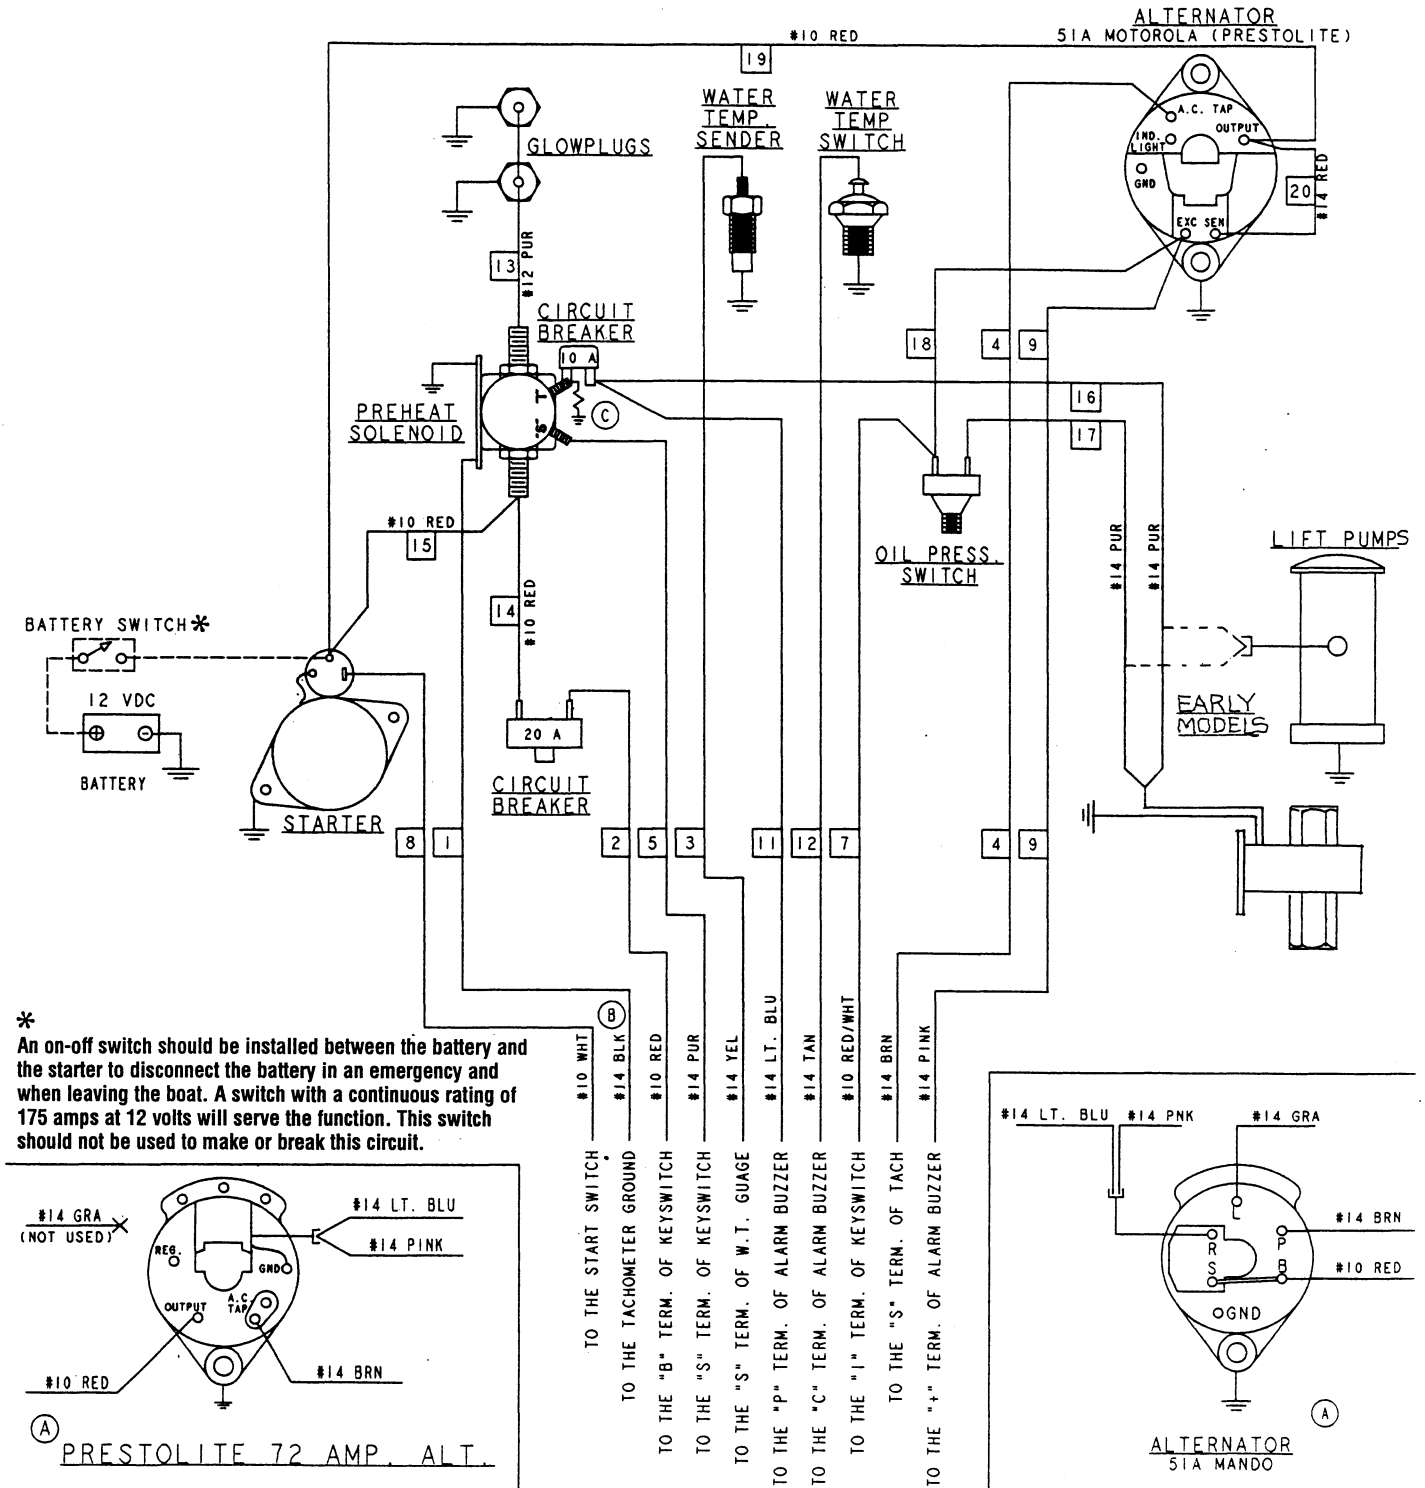 ALTERNATOR
51A MOTOROLA (PRESTOLITE)
#10 RED
19
WATER
TEMP.
SENDER
WATER
TEMP
SWITCH
A.C. TAP
OUTPUT
IND.
LIGHT
GND
EXC SEN
20
#14 RED
GLOWPLUGS
13
#12 PUR
CIRCUIT
BREAKER
10 A
T
"S"
C
PREHEAT
SOLENOID
18
4
9
16
17
#10 RED
15
14
#10 RED
OIL PRESS.
SWITCH
#14 PUR
#14 PUR
LIFT PUMPS
BATTERY SWITCH*
12 VDC
BATTERY
STARTER
20 A
CIRCUIT
BREAKER
EARLY
MODELS
8
1
2
5
3
11
12
7
4
9
B
*
An on-off switch should be installed between the battery and
the starter to disconnect the battery in an emergency and
when leaving the boat. A switch with a continuous rating of
175 amps at 12 volts will serve the function. This switch
should not be used to make or break this circuit.
#10 WHT
#14 BLK
#10 RED
#14 PUR
#14 YEL
#14 LT. BLU
#14 TAN
#10 RED/WHT
#14 BRN
#14 PINK
TO THE START SWITCH
TO THE TACHOMETER GROUND
TO THE "B" TERM. OF KEYSWITCH
TO THE "S" TERM. OF KEYSWITCH
TO THE "S" TERM. OF W.T. GUAGE
TO THE "P" TERM. OF ALARM BUZZER
TO THE "C" TERM. OF ALARM BUZZER
TO THE "I" TERM. OF KEYSWITCH
TO THE "S" TERM. OF TACH
TO THE "+" TERM. OF ALARM BUZZER
#14 GRA
(NOT USED)
#14 LT. BLU
#14 PINK
REG.
GND
OUTPUT
A.C.
TAP
#10 RED
#14 BRN
A
PRESTOLITE 72 AMP. ALT.
#14 LT. BLU
#14 PNK
#14 GRA
L
R
P
S
B
GND
#14 BRN
#10 RED
A
ALTERNATOR
51A MANDO